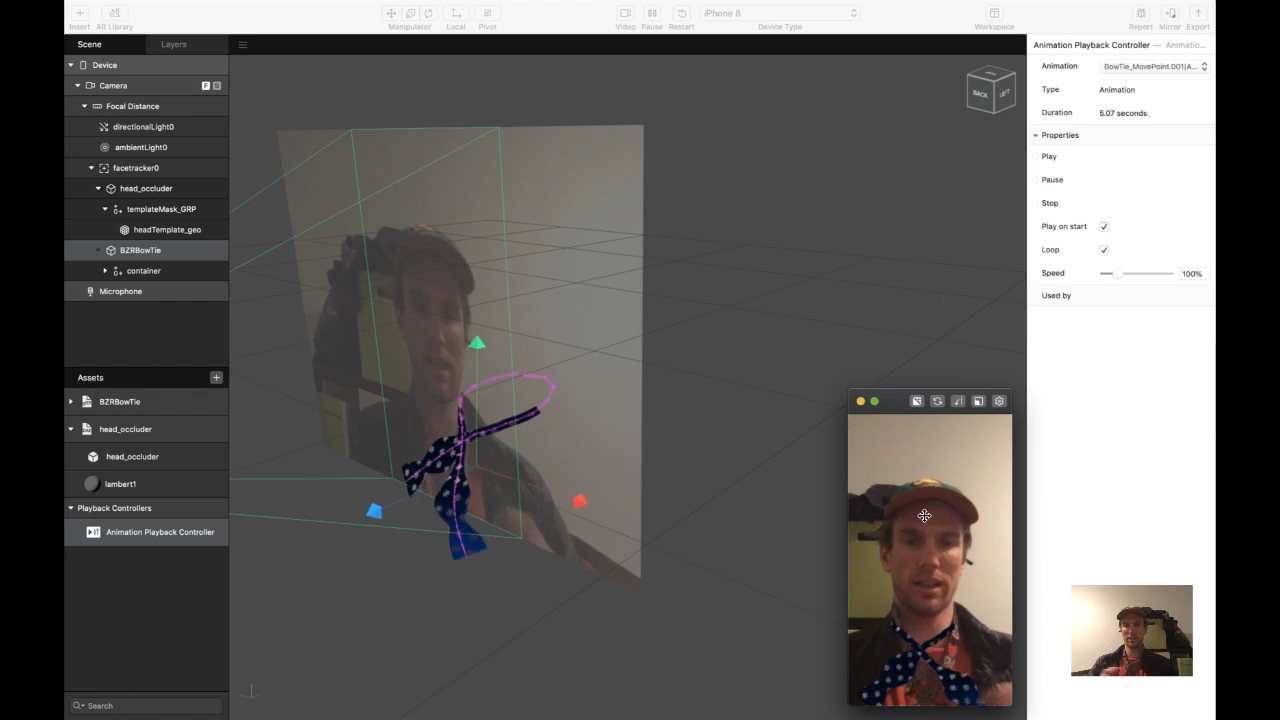 Insert
AR Library
Manipulator
Local
Pivot
Video
Pause
Restart
iPhone 8
Device Type
Workspace
Report
Mirror
Export
Scene
Layers
Device
Camera
F
Focal Distance
directionalLight0
ambientLight0
facetracker0
head_occluder
templateMask_GRP
headTemplate_geo
BZRBowTie
container
Microphone
Assets
BZRBowTie
head_occluder
head_occluder
lambert1
Playback Controllers
Animation Playback Controller
Search
BACK
LEFT
Animation Playback Controller — Animatio...
Animation
BowTie_MovePoint.001|A...
Type
Animation
Duration
5.07 seconds
Properties
Play
Pause
Stop
Play on start
Loop
Speed
100%
Used by